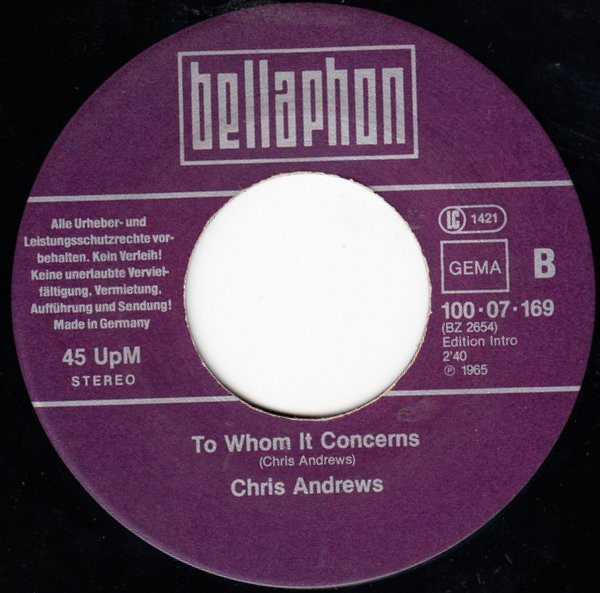 bellaphon
Alle Urheber- und
Leistungsschutzrechte vor-
behalten. Kein Verleih!
Keine unerlaubte Verviel-
fältigung, Vermietung,
Aufführung und Sendung!
Made in Germany
45 UpM
STEREO
LC 1421
GEMA
B
100·07·169
(BZ 2654)
Edition Intro
2'40
℗ 1965
To Whom It Concerns
(Chris Andrews)
Chris Andrews